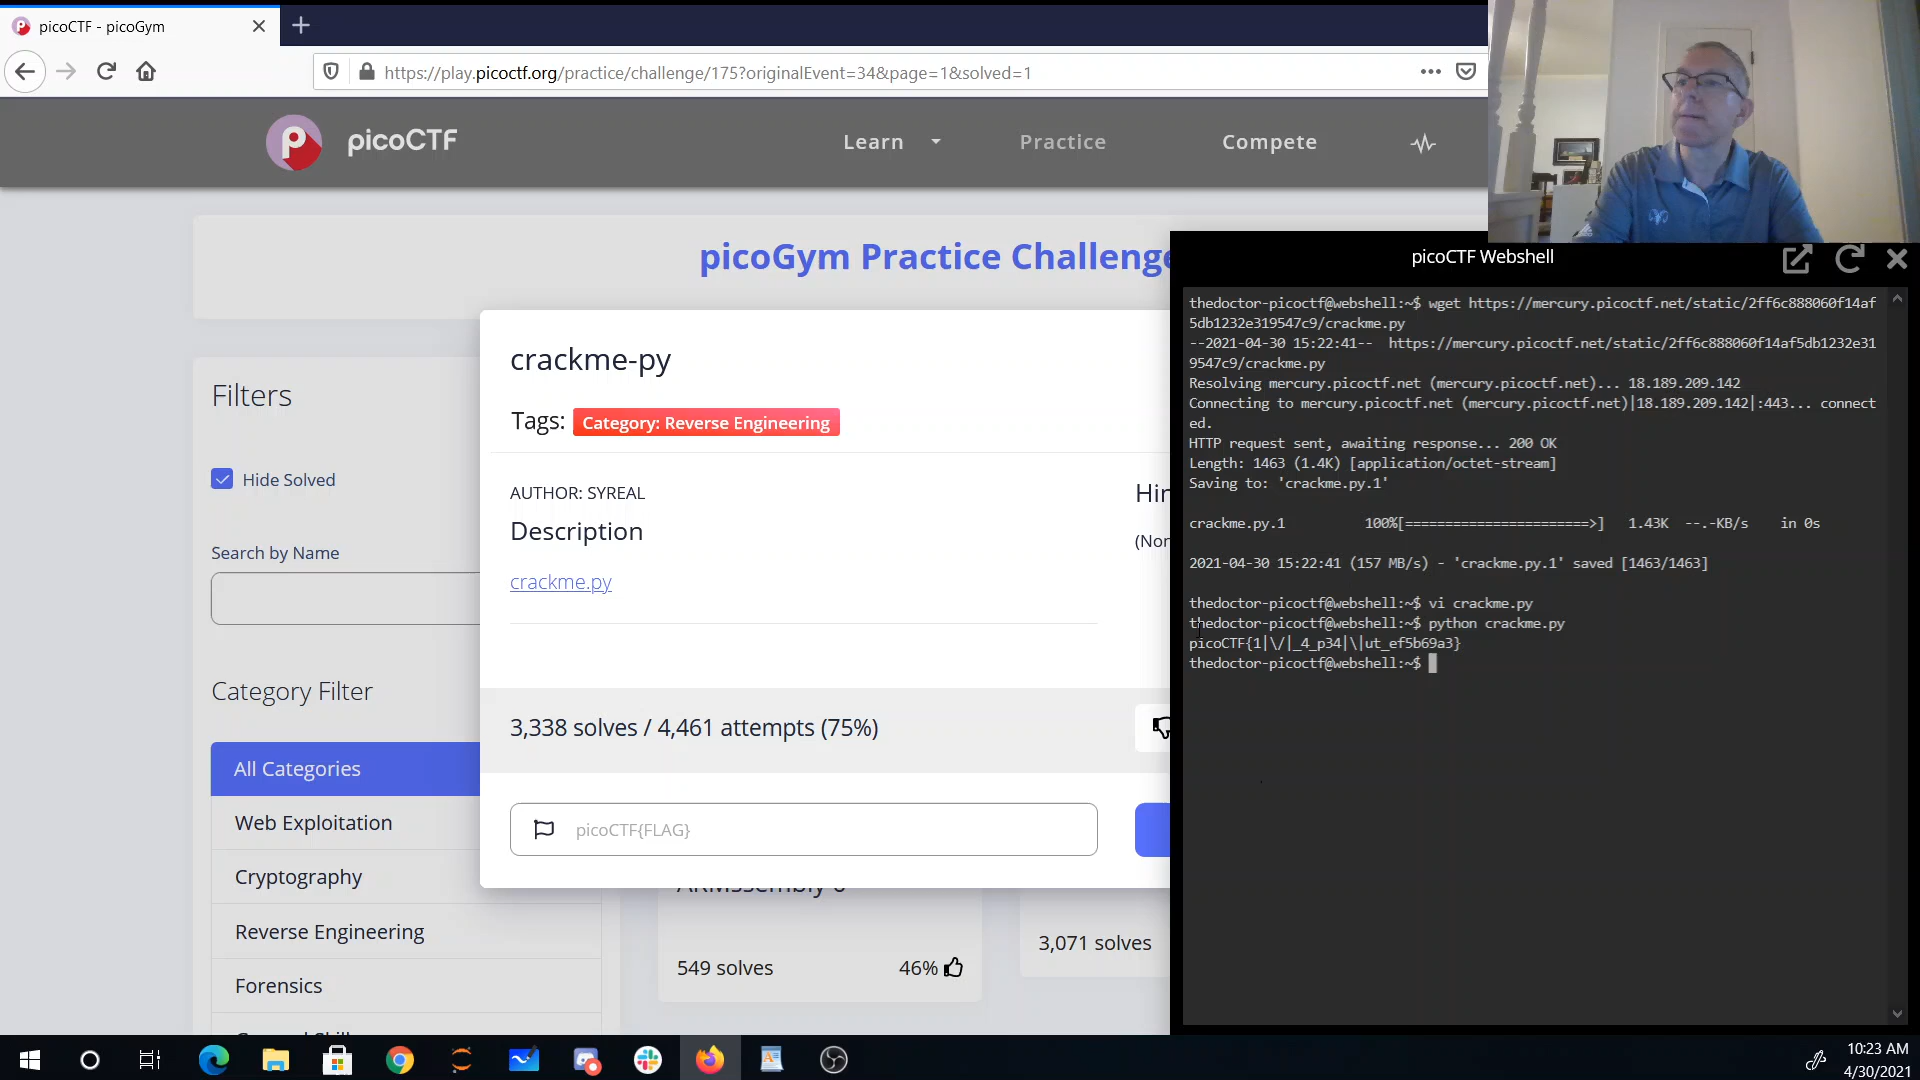 picoCTF - picoGym
https://play.picoctf.org/practice/challenge/175?originalEvent=34&page=1&solved=1
picoCTF
Learn
Practice
Compete
picoGym Practice Challenge
Filters
Hide Solved
Search by Name
Category Filter
All Categories
Web Exploitation
Cryptography
Reverse Engineering
Forensics
crackme-py
Tags: Category: Reverse Engineering
AUTHOR: SYREAL
Description
crackme.py
3,338 solves / 4,461 attempts (75%)
picoCTF{FLAG}
549 solves
46%
3,071 solves
picoCTF Webshell
thedoctor-picoctf@webshell:~$ wget https://mercury.picoctf.net/static/2ff6c888060f14af
5db1232e319547c9/crackme.py
--2021-04-30 15:22:41-- https://mercury.picoctf.net/static/2ff6c888060f14af5db1232e31
9547c9/crackme.py
Resolving mercury.picoctf.net (mercury.picoctf.net)... 18.189.209.142
Connecting to mercury.picoctf.net (mercury.picoctf.net)|18.189.209.142|:443... connect
ed.
HTTP request sent, awaiting response... 200 OK
Length: 1463 (1.4K) [application/octet-stream]
Saving to: 'crackme.py.1'
crackme.py.1 100%[=======================>] 1.43K --.-KB/s in 0s
2021-04-30 15:22:41 (157 MB/s) - 'crackme.py.1' saved [1463/1463]
thedoctor-picoctf@webshell:~$ vi crackme.py
thedoctor-picoctf@webshell:~$ python crackme.py
picoCTF{1|\/|_4_p34|\|ut_ef5b69a3}
thedoctor-picoctf@webshell:~$
10:23 AM
4/30/2021